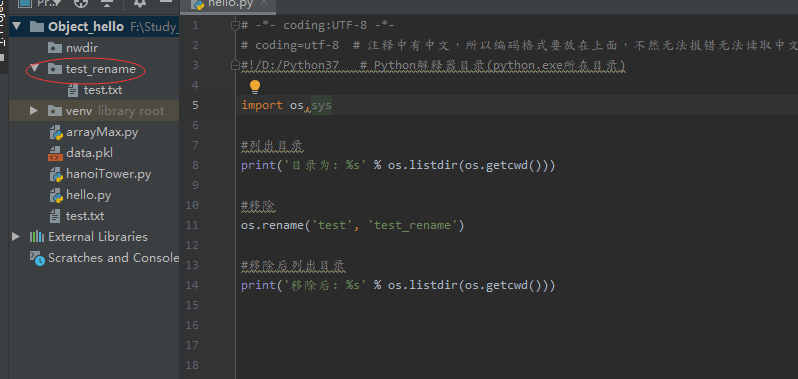 Pr...
hello.py
Object_hello F:\Study_
nwdir
test_rename
test.txt
venv library root
arrayMax.py
data.pkl
hanoiTower.py
hello.py
test.txt
External Libraries
Scratches and Console
1 # -*- coding:UTF-8 -*-
2 # coding=utf-8 # 注释中有中文，所以编码格式要放在上面，不然无法报错无法读取中文
3 #!/D:/Python37 # Python解释器目录(python.exe所在目录)
4
5 import os,sys
6
7 #列出目录
8 print('目录为: %s' % os.listdir(os.getcwd()))
9
10 #移除
11 os.rename('test', 'test_rename')
12
13 #移除后列出目录
14 print('移除后: %s' % os.listdir(os.getcwd()))
15
16
17
18